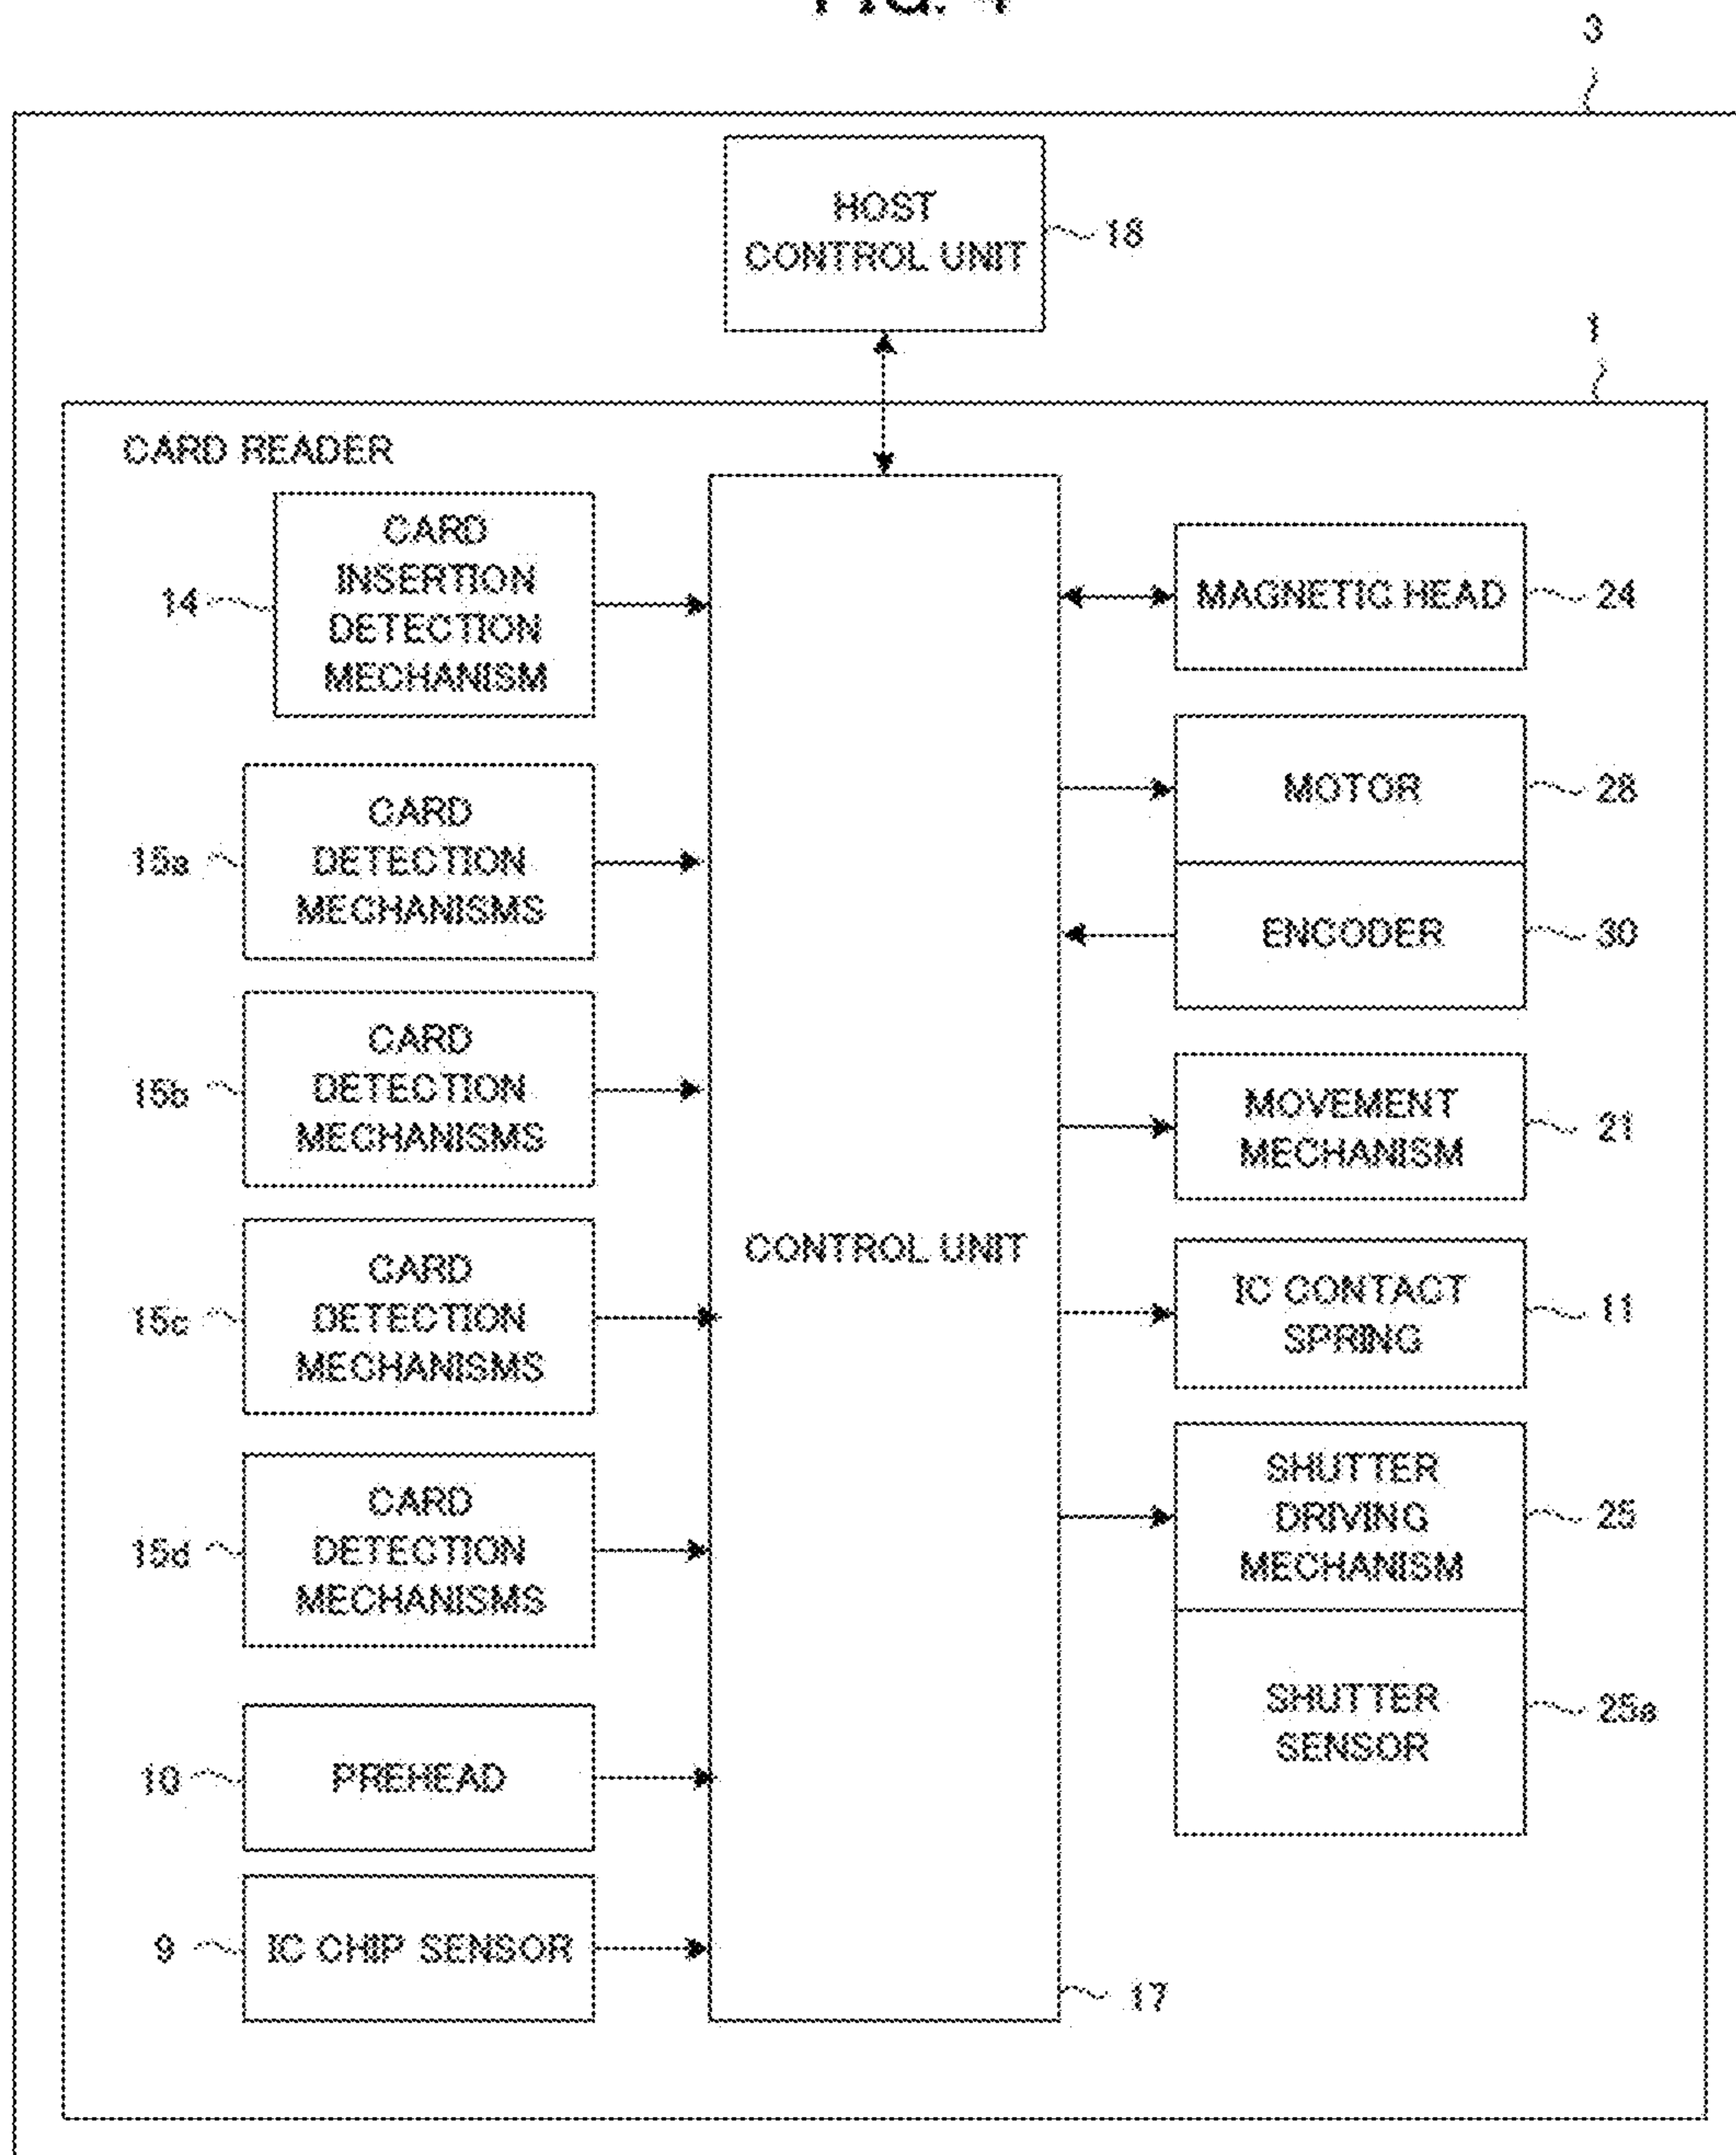 FIG. 4
3
HOST
CONTROL UNIT
18
1
CARD READER
CARD
INSERTION
DETECTION
MECHANISM
14
CARD
DETECTION
MECHANISMS
15a
CARD
DETECTION
MECHANISMS
15b
CARD
DETECTION
MECHANISMS
15c
CARD
DETECTION
MECHANISMS
15d
PREHEAD
10
IC CHIP SENSOR
9
CONTROL UNIT
17
MAGNETIC HEAD
24
MOTOR
28
ENCODER
30
MOVEMENT
MECHANISM
21
IC CONTACT
SPRING
11
SHUTTER
DRIVING
MECHANISM
25
SHUTTER
SENSOR
25a